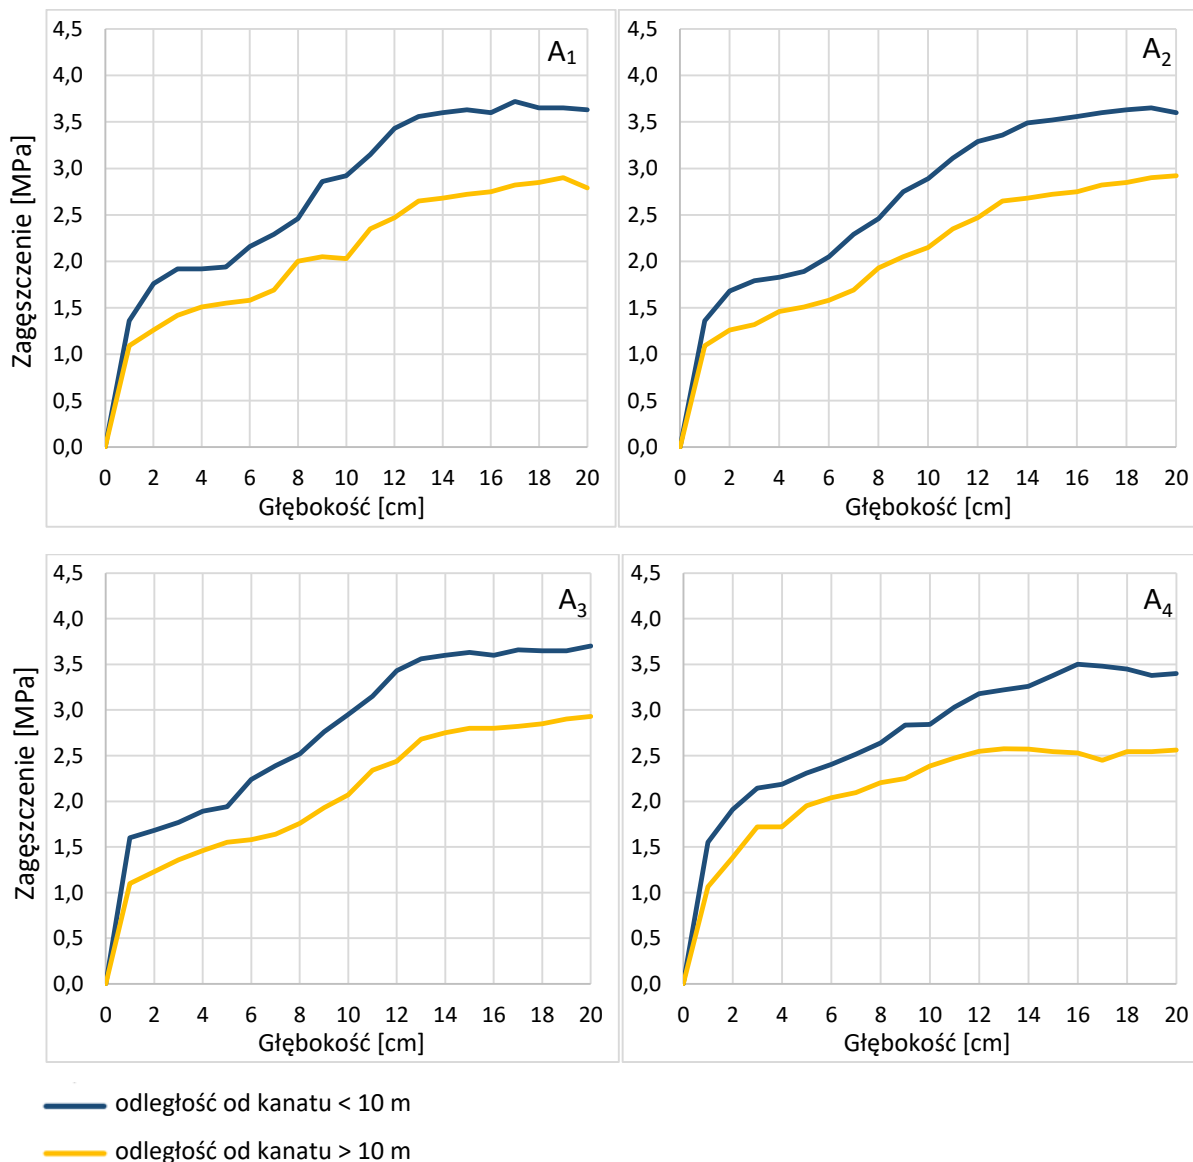 4,5
4,0
3,5
3,0
2,5
2,0
1,5
1,0
0,5
0,0
Zagęszczenie [MPa]
A1
0 2 4 6 8 10 12 14 16 18 20
Głębokość [cm]
4,5
4,0
3,5
3,0
2,5
2,0
1,5
1,0
0,5
0,0
A2
0 2 4 6 8 10 12 14 16 18 20
Głębokość [cm]
4,5
4,0
3,5
3,0
2,5
2,0
1,5
1,0
0,5
0,0
Zagęszczenie [MPa]
A3
0 2 4 6 8 10 12 14 16 18 20
Głębokość [cm]
4,5
4,0
3,5
3,0
2,5
2,0
1,5
1,0
0,5
0,0
A4
0 2 4 6 8 10 12 14 16 18 20
Głębokość [cm]
odległość od kanatu < 10 m
odległość od kanatu > 10 m